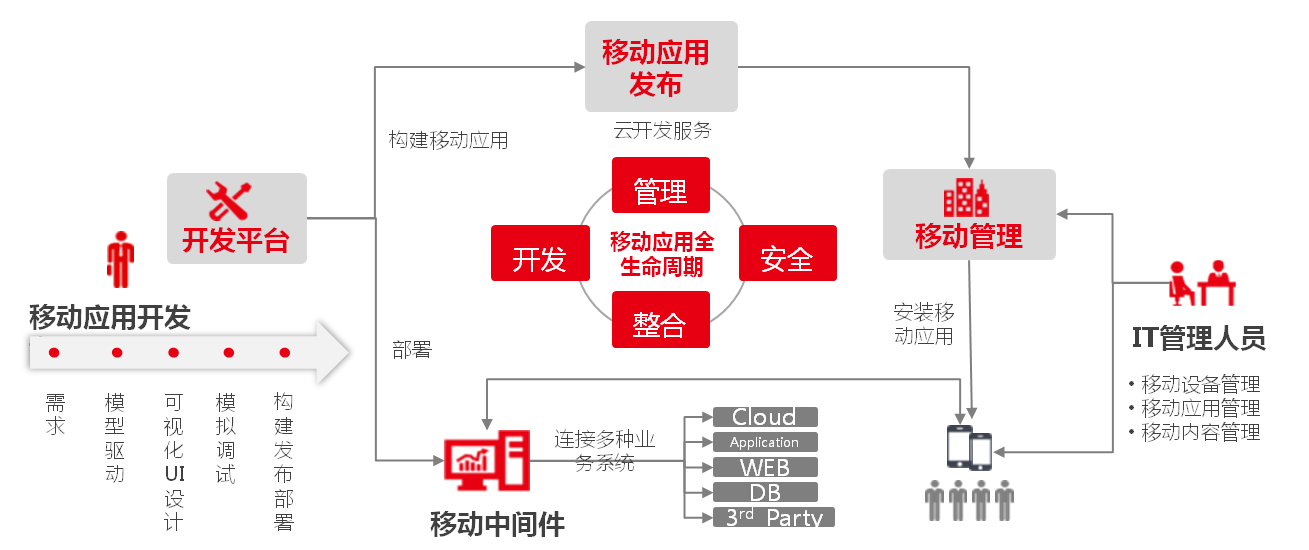 移动应用
发布
云开发服务
构建移动应用
开发平台
移动应用开发
需求
模型驱动
可视化UI设计
模拟调试
构建发布部署
管理
开发
移动应用全
生命周期
安全
整合
移动管理
安装移
动应用
部署
IT管理人员
• 移动设备管理
• 移动应用管理
• 移动内容管理
连接多种业
务系统
移动中间件
Cloud
Application
WEB
DB
3rd Party